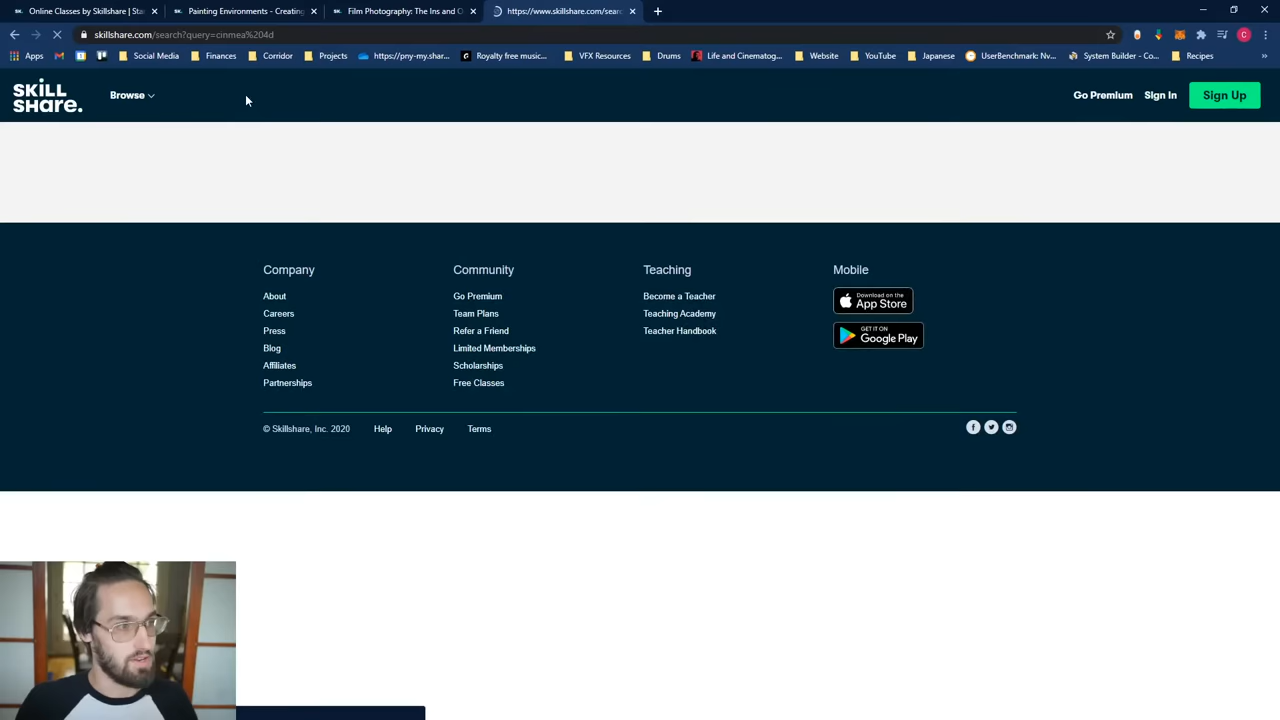 Online Classes by Skillshare | Star
Painting Environments - Creating
Film Photography: The Ins and O
https://www.skillshare.com/searc
skillshare.com/search?query=cinmea%204d
Apps
Social Media
Finances
Corridor
Projects
https://pny-my.shar...
Royalty free music...
VFX Resources
Drums
Life and Cinematog...
Website
YouTube
Japanese
UserBenchmark: Nv...
System Builder - Co...
Recipes
SKILL
SHare.
Browse
Go Premium
Sign In
Sign Up
Company
About
Careers
Press
Blog
Affiliates
Partnerships
Community
Go Premium
Team Plans
Refer a Friend
Limited Memberships
Scholarships
Free Classes
Teaching
Become a Teacher
Teaching Academy
Teacher Handbook
Mobile
Download on the
App Store
GET IT ON
Google Play
© Skillshare, Inc. 2020
Help
Privacy
Terms